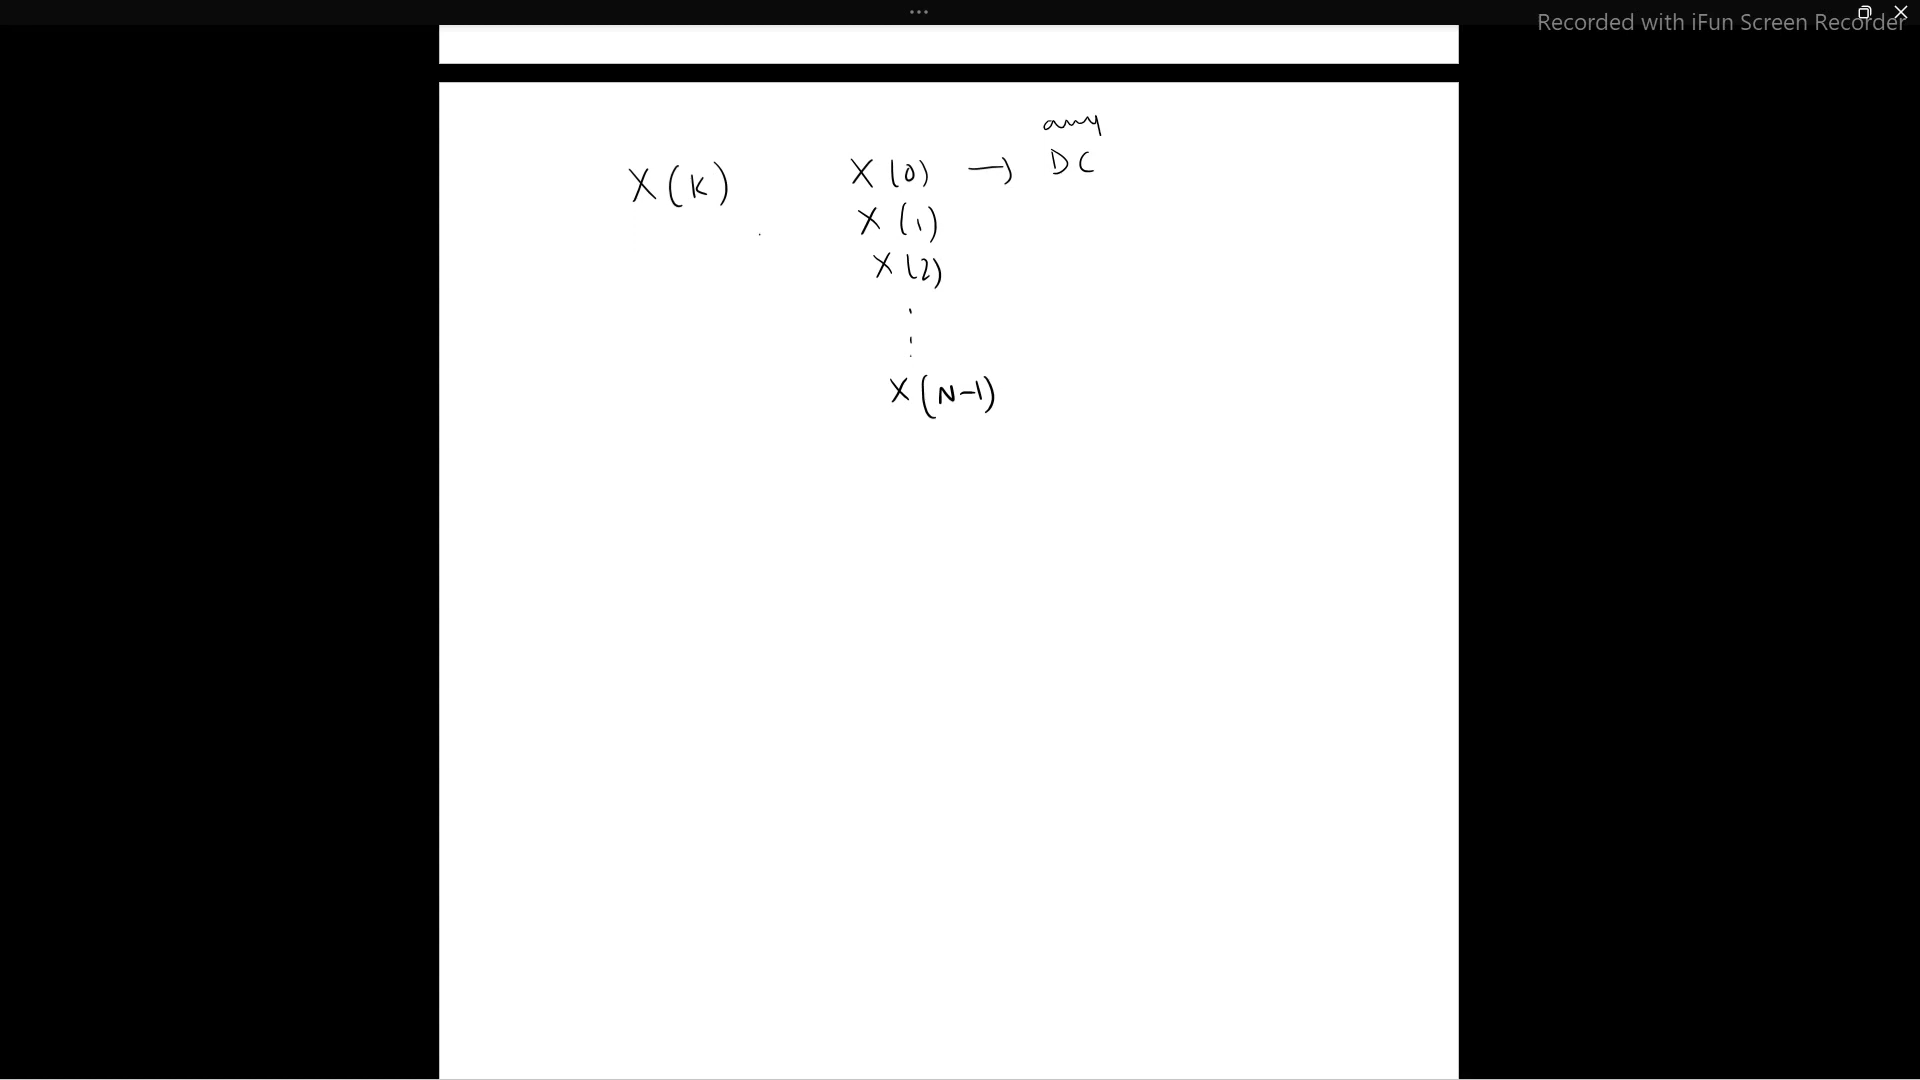 Recorded with iFun Screen Recorder
any
X(K)
X(0) → DC
X(1)
X(2)
X(N-1)